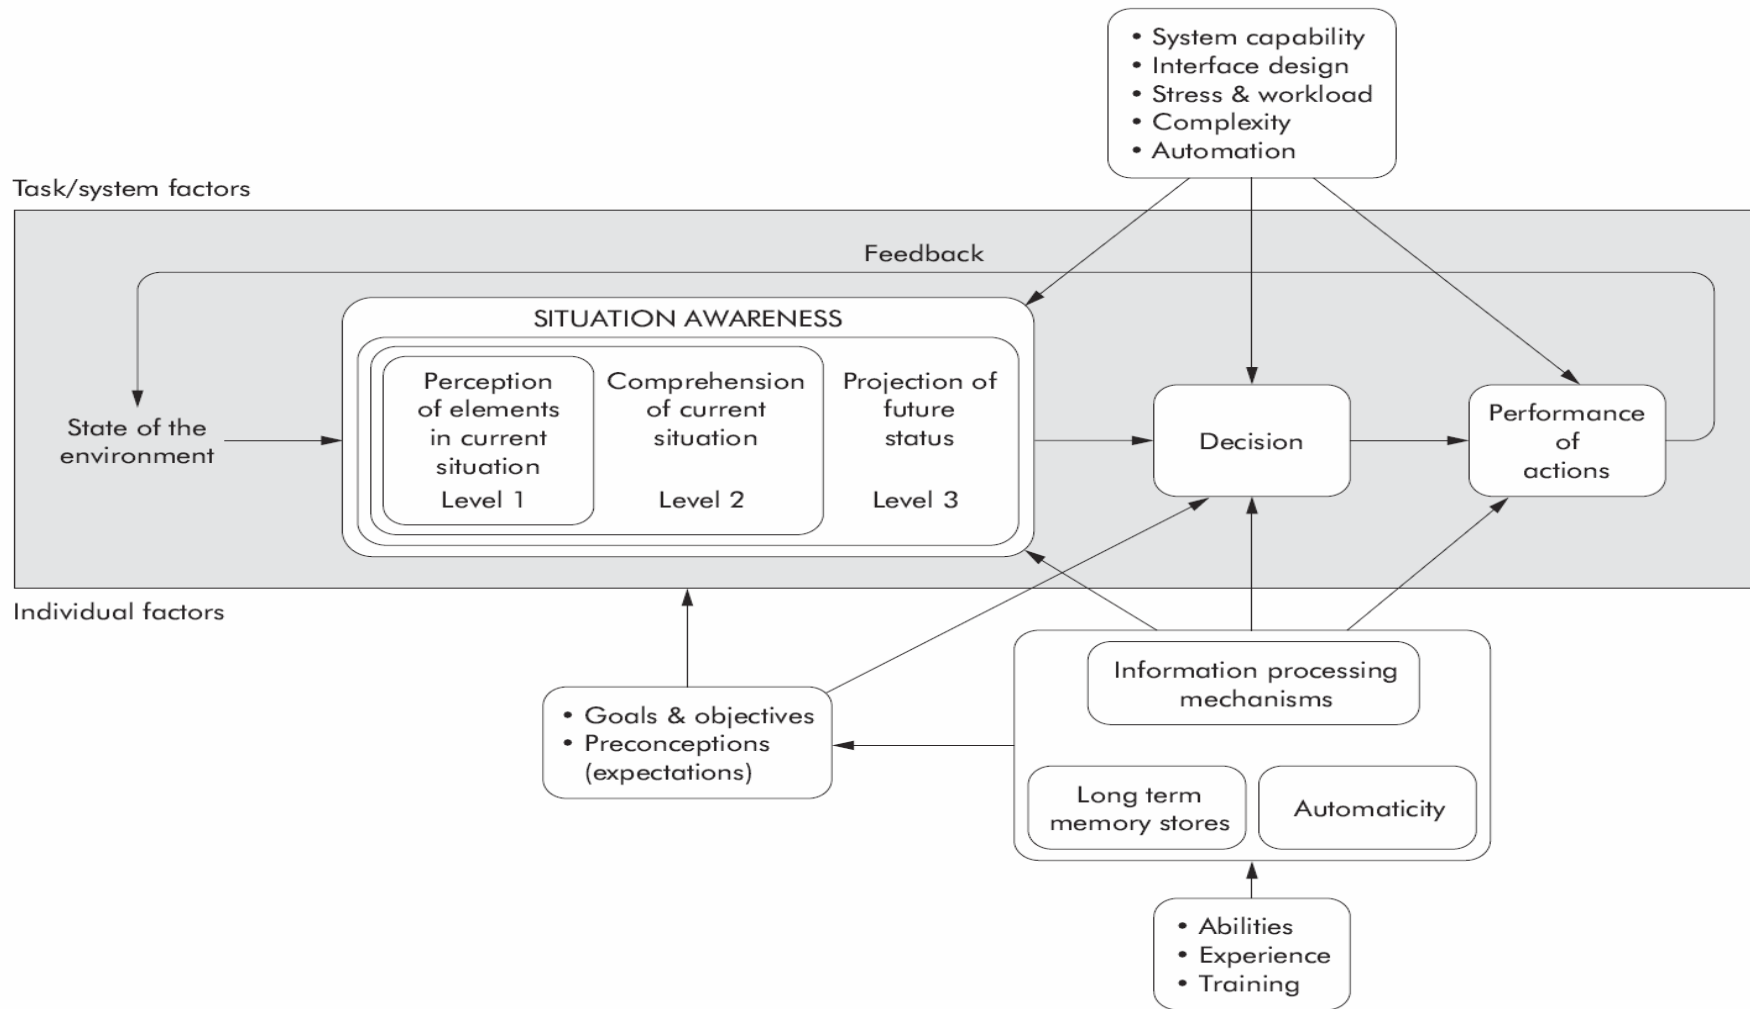 • System capability
• Interface design
• Stress & workload
• Complexity
• Automation
Task/system factors
Feedback
SITUATION AWARENESS
Perception
of elements
in current
situation
Level 1
Comprehension
of current
situation
Level 2
Projection of
future
status
Level 3
State of the
environment
Decision
Performance
of
actions
Individual factors
Information processing
mechanisms
• Goals & objectives
• Preconceptions
(expectations)
Long term
memory stores
Automaticity
• Abilities
• Experience
• Training